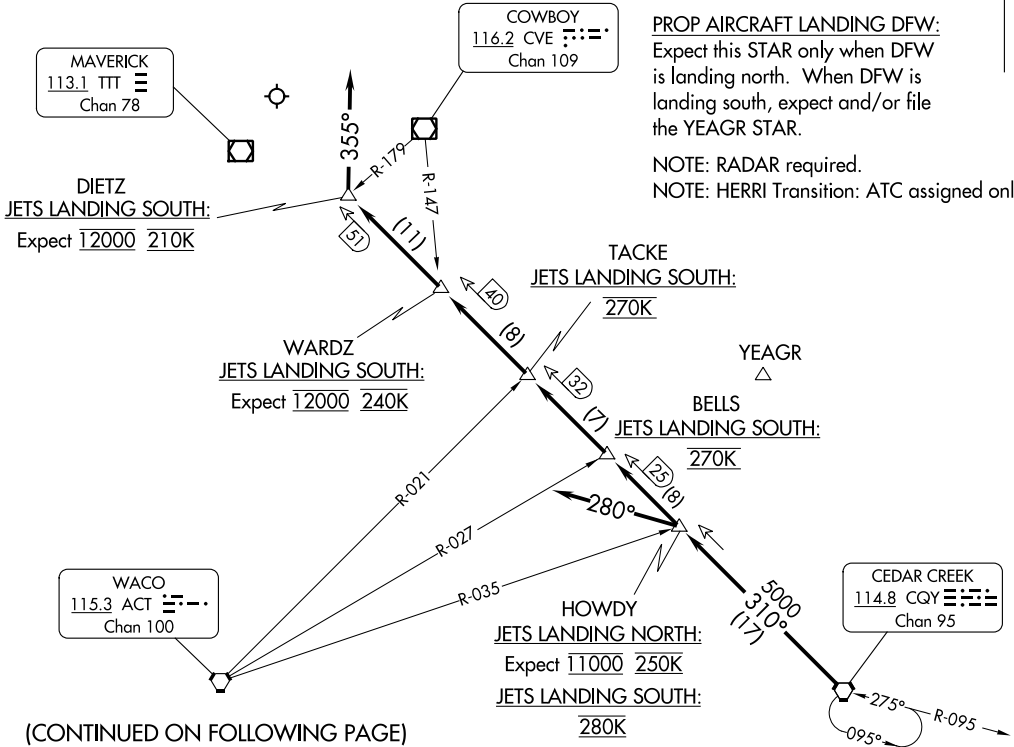 COWBOY
116.2 CVE
Chan 109
PROP AIRCRAFT LANDING DFW:
Expect this STAR only when DFW
is landing north. When DFW is
landing south, expect and/or file
the YEAGR STAR.
NOTE: RADAR required.
NOTE: HERRI Transition: ATC assigned onl
MAVERICK
113.1 TTT
Chan 78
355°
R-179
R-147
DIETZ
JETS LANDING SOUTH:
Expect 12000 210K
51
(11)
40
TACKE
JETS LANDING SOUTH:
270K
(8)
WARDZ
JETS LANDING SOUTH:
Expect 12000 240K
YEAGR
32
(7)
BELLS
JETS LANDING SOUTH:
270K
25
(8)
280°
R-021
R-027
R-035
WACO
115.3 ACT
Chan 100
HOWDY
JETS LANDING NORTH:
Expect 11000 250K
JETS LANDING SOUTH:
280K
5000
310°
(17)
CEDAR CREEK
114.8 CQY
Chan 95
275°
R-095
095°
(CONTINUED ON FOLLOWING PAGE)